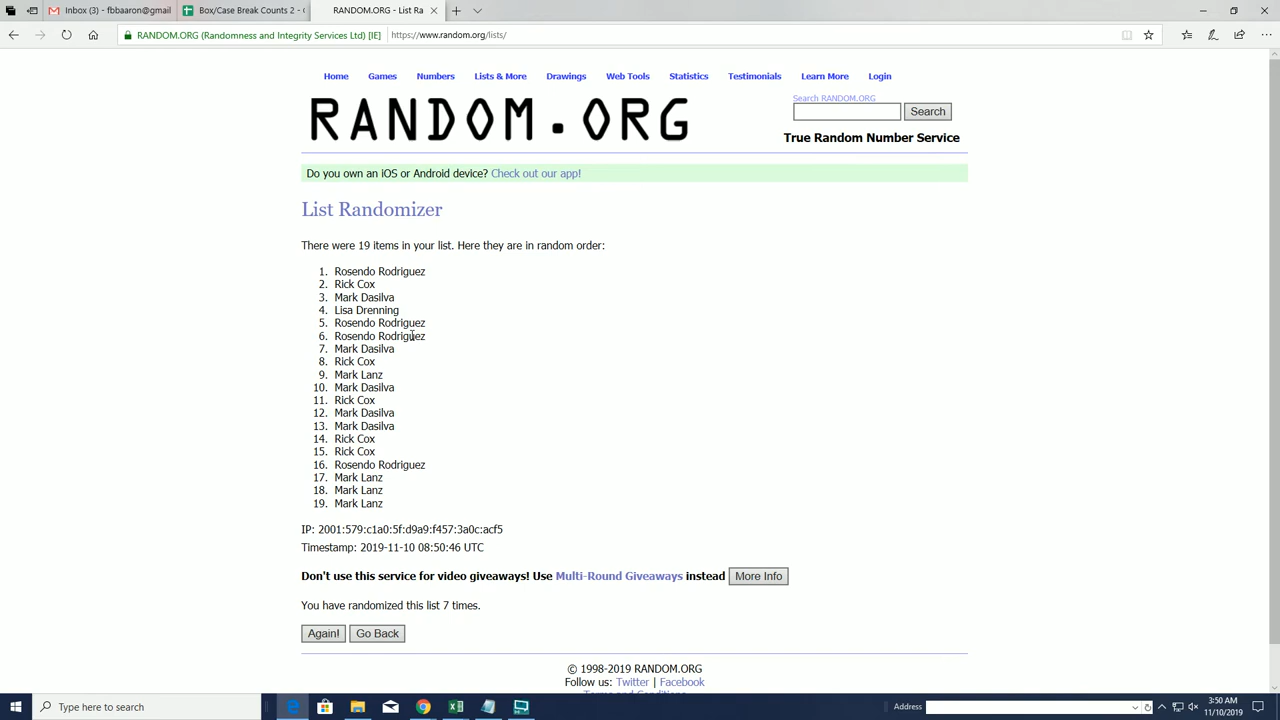 Inbox (3) - fbbaaron@gmail
Box/Case Break Counts 2 -
RANDOM.ORG - List Ra
RANDOM.ORG (Randomness and Integrity Services Ltd) [IE]
https://www.random.org/lists/
Home Games Numbers Lists & More Drawings Web Tools Statistics Testimonials Learn More Login
RANDOM.ORG
Search RANDOM.ORG
Search
True Random Number Service
Do you own an iOS or Android device? Check out our app!
List Randomizer
There were 19 items in your list. Here they are in random order:
1. Rosendo Rodriguez
2. Rick Cox
3. Mark Dasilva
4. Lisa Drenning
5. Rosendo Rodriguez
6. Rosendo Rodriguez
7. Mark Dasilva
8. Rick Cox
9. Mark Lanz
10. Mark Dasilva
11. Rick Cox
12. Mark Dasilva
13. Mark Dasilva
14. Rick Cox
15. Rick Cox
16. Rosendo Rodriguez
17. Mark Lanz
18. Mark Lanz
19. Mark Lanz
IP: 2001:579:c1a0:5f:d9a9:f457:3a0c:acf5
Timestamp: 2019-11-10 08:50:46 UTC
Don't use this service for video giveaways! Use Multi-Round Giveaways instead More Info
You have randomized this list 7 times.
Again! Go Back
© 1998-2019 RANDOM.ORG
Follow us: Twitter | Facebook
Terms and Conditions
Type here to search
Address
3:50 AM
11/10/2019